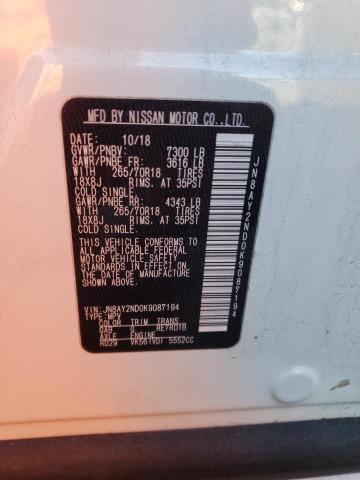 MFD BY NISSAN MOTOR CO.,LTD.
DATE: 10/18
GVWR/PNBV: 7300 LB
GAWR/PNBE FR: 3616 LB
WITH 265/70R18 TIRES
18X8J RIMS, AT 35PSI
COLD SINGLE.
GAWR/PNBE RR: 4343 LB
WITH 265/70R18 TIRES
18X8J RIMS, AT 35PSI
COLD SINGLE.
THIS VEHICLE CONFORMS TO
ALL APPLICABLE FEDERAL
MOTOR VEHICLE SAFETY
STANDARDS IN EFFECT ON
THE DATE OF MANUFACTURE
SHOWN ABOVE.
VIN: JN8AY2ND0K9087194
TYPE: MPV
COLOR TRIM TRANS
QAB RE7R01B
AXLE ENGINE
RD29 VK56(VD) 5552CC
JN8AY2ND0K9087194